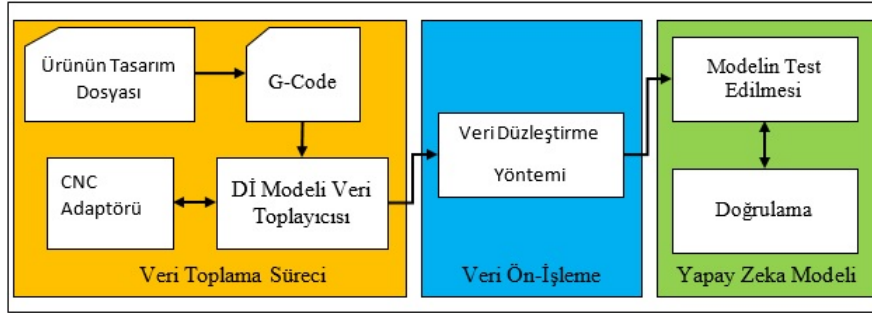 Ürünün Tasarım
Dosyası
G-Code
CNC
Adaptörü
Dİ Modeli Veri
Toplayıcısı
Veri Toplama Süreci
Veri Düzleştirme
Yöntemi
Veri Ön-İşleme
Modelin Test
Edilmesi
Doğrulama
Yapay Zeka Modeli